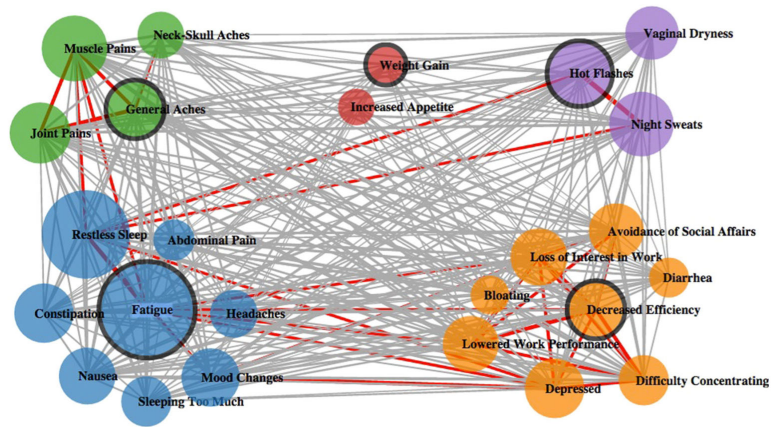 Neck-Skull Aches
Vaginal Dryness
Muscle Pains
Weight Gain
Hot Flashes
General Aches
Increased Appetite
Joint Pains
Night Sweats
Restless Sleep
Abdominal Pain
Avoidance of Social Affairs
Loss of Interest in Work
Diarrhea
Bloating
Constipation
Fatigue
Headaches
Decreased Efficiency
Lowered Work Performance
Nausea
Mood Changes
Depressed
Difficulty Concentrating
Sleeping Too Much